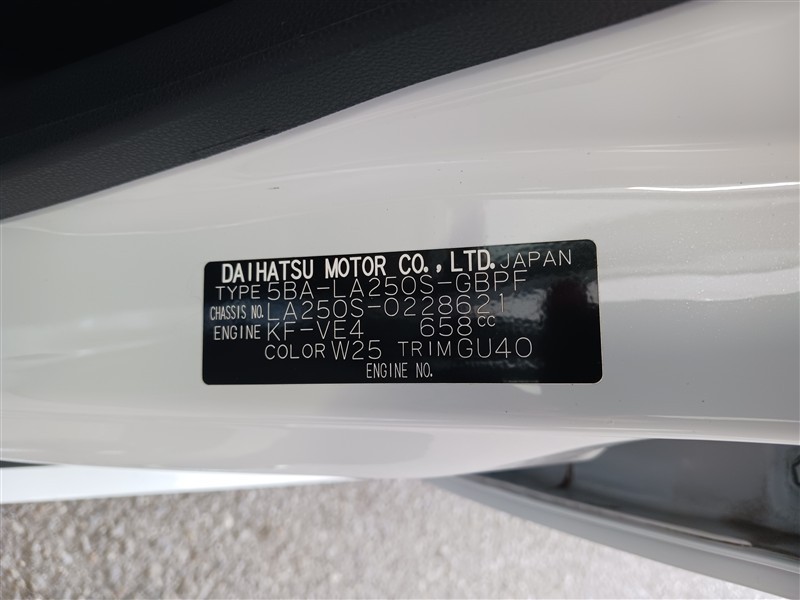 DAIHATSU MOTOR CO.,LTD. JAPAN
TYPE 5BA-LA250S-GBPF
CHASSIS NO. LA250S-0228621
ENGINE KF-VE4 658cc
COLOR W25 TRIM GU40
ENGINE NO.